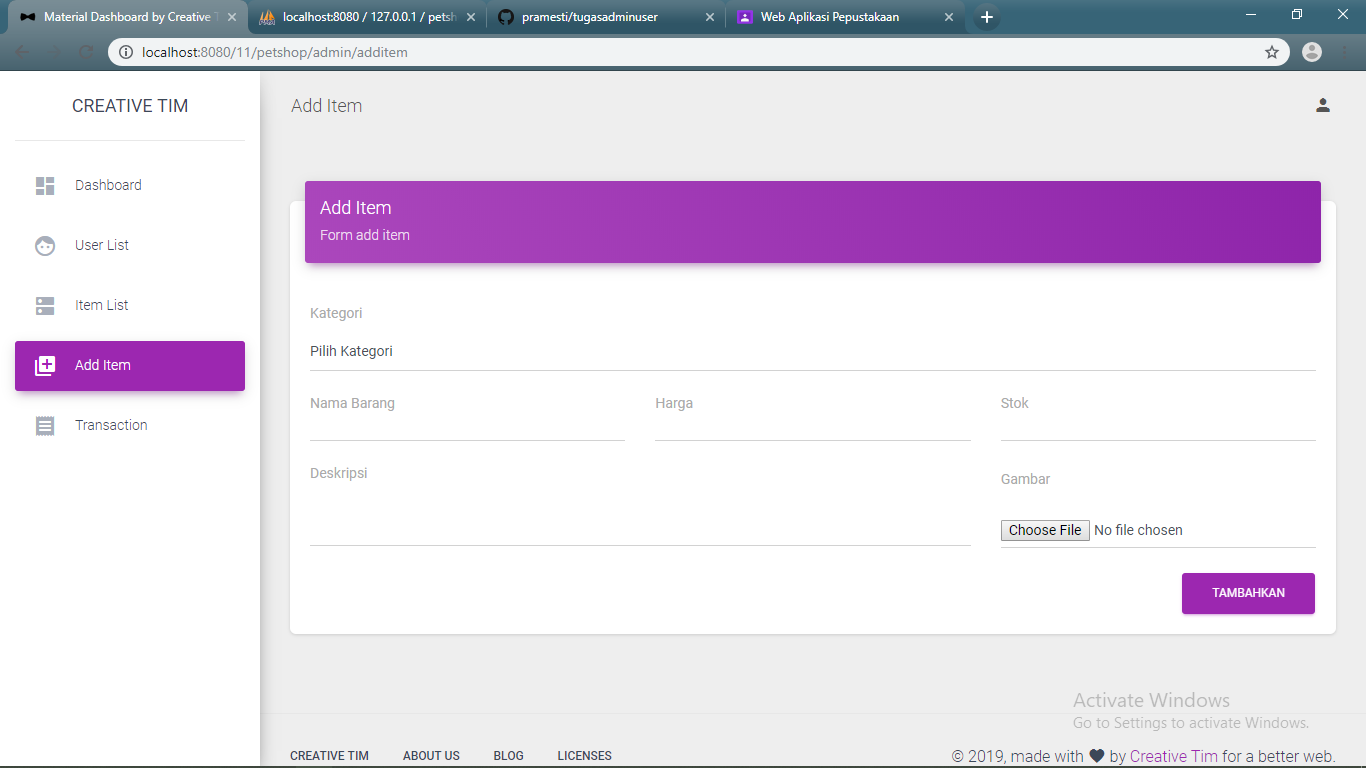 Material Dashboard by Creative T
localhost:8080 / 127.0.0.1 / petsh
pramesti/tugasadminuser
Web Aplikasi Pepustakaan
localhost:8080/11/petshop/admin/additem
CREATIVE TIM
Add Item
Dashboard
User List
Item List
Add Item
Transaction
Add Item
Form add item
Kategori
Pilih Kategori
Nama Barang
Harga
Stok
Deskripsi
Gambar
Choose File No file chosen
TAMBAHKAN
Activate Windows
Go to Settings to activate Windows.
CREATIVE TIM ABOUT US BLOG LICENSES
© 2019, made with ♥ by Creative Tim for a better web.